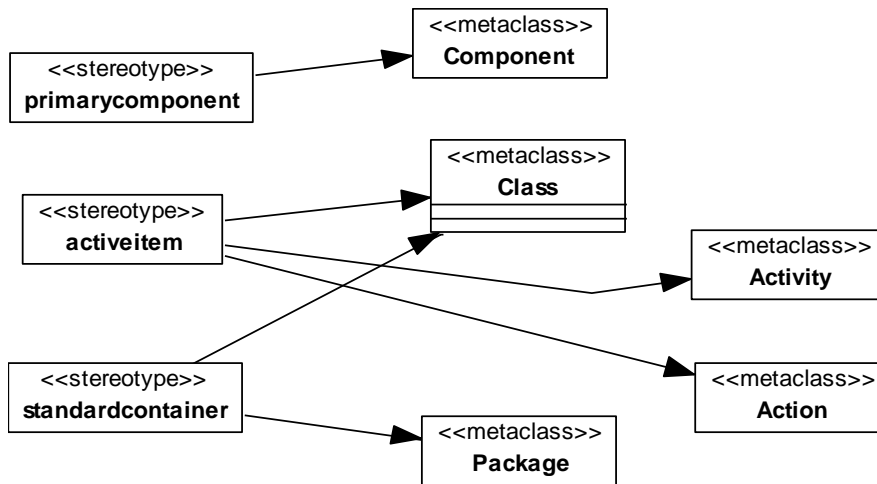 <<metaclass>>
Component
<<stereotype>>
primarycomponent
<<metaclass>>
Class
<<stereotype>>
activeitem
<<metaclass>>
Activity
<<stereotype>>
standardcontainer
<<metaclass>>
Action
<<metaclass>>
Package